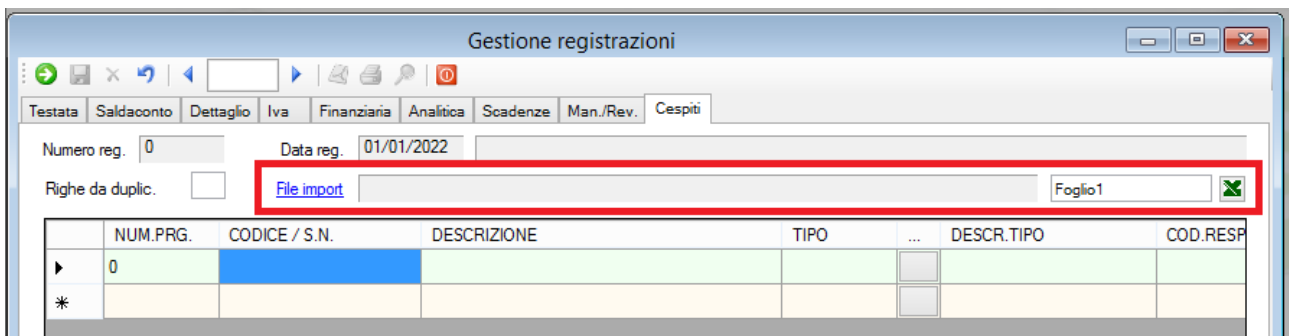 Gestione registrazioni
Testata Saldaconto Dettaglio Iva Finanziaria Analitica Scadenze Man./Rev. Cespiti
Numero reg. 0 Data reg. 01/01/2022
Righe da duplic. File import Foglio1
NUM.PRG. CODICE / S.N. DESCRIZIONE TIPO ... DESCR.TIPO COD.RESP
0